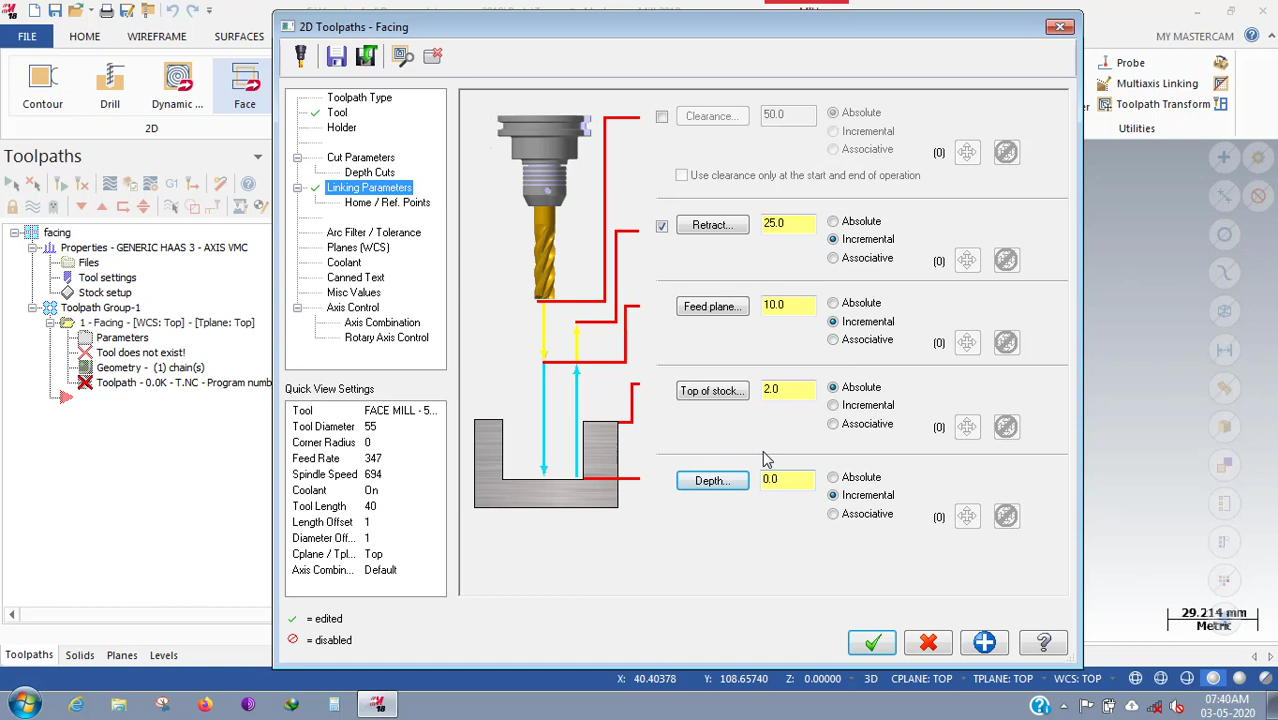 18
2D Toolpaths - Facing
MILL
FILE
HOME
WIREFRAME
SURFACES
MY MASTERCAM
Contour
Drill
Dynamic ...
Face
2D
Probe
Multiaxis Linking
Toolpath Transform
Utilities
Toolpaths
G1
facing
Properties - GENERIC HAAS 3 - AXIS VMC
Files
Tool settings
Stock setup
Toolpath Group-1
1 - Facing - [WCS: Top] - [Tplane: Top]
Parameters
Tool does not exist!
Geometry - (1) chain(s)
Toolpath - 0.0K - T.NC - Program numb
Toolpaths
Solids
Planes
Levels
Toolpath Type
Tool
Holder
Cut Parameters
Depth Cuts
Linking Parameters
Home / Ref. Points
Arc Filter / Tolerance
Planes (WCS)
Coolant
Canned Text
Misc Values
Axis Control
Axis Combination
Rotary Axis Control
Quick View Settings
Tool FACE MILL - 5...
Tool Diameter 55
Corner Radius 0
Feed Rate 347
Spindle Speed 694
Coolant On
Tool Length 40
Length Offset 1
Diameter Off... 1
Cplane / Tpl... Top
Axis Combin... Default
= edited
= disabled
Clearance... 50.0 Absolute
Incremental
Associative (0)
Use clearance only at the start and end of operation
Retract... 25.0 Absolute
Incremental
Associative (0)
Feed plane... 10.0 Absolute
Incremental
Associative (0)
Top of stock... 2.0 Absolute
Incremental
Associative (0)
Depth... 0.0 Absolute
Incremental
Associative (0)
29.214 mm
Metric
X: 40.40378 Y: 108.65740 Z: 0.00000 3D CPLANE: TOP TPLANE: TOP WCS: TOP
18
07:40AM
03-05-2020